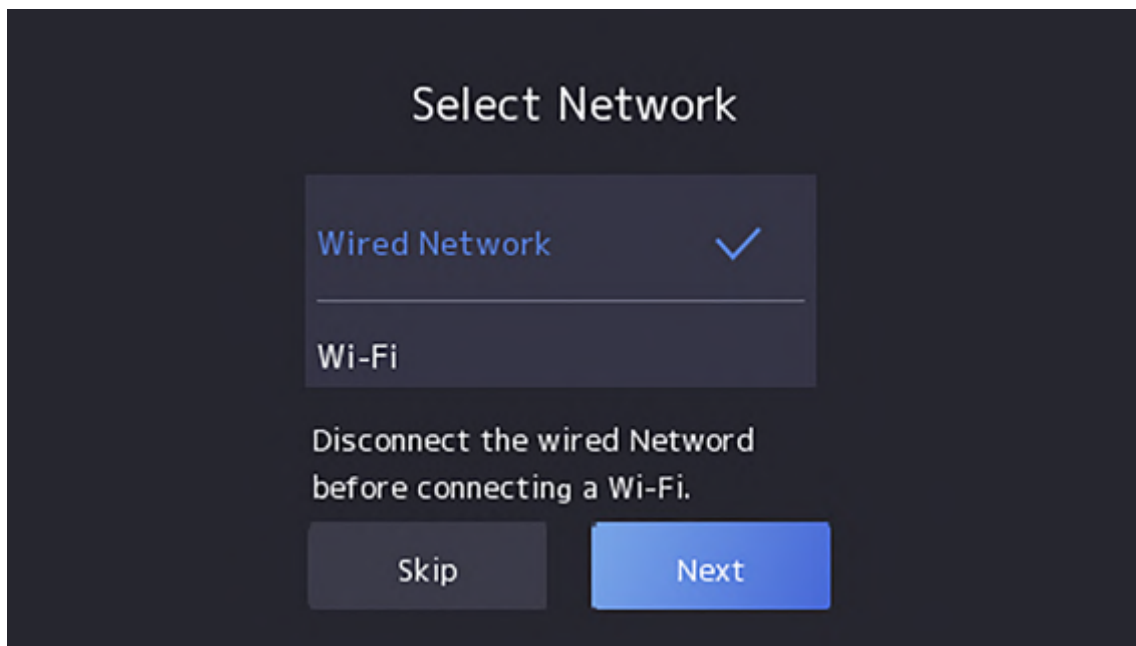 Select Network
Wired Network
Wi-Fi
Disconnect the wired Netword
before connecting a Wi-Fi.
Skip
Next